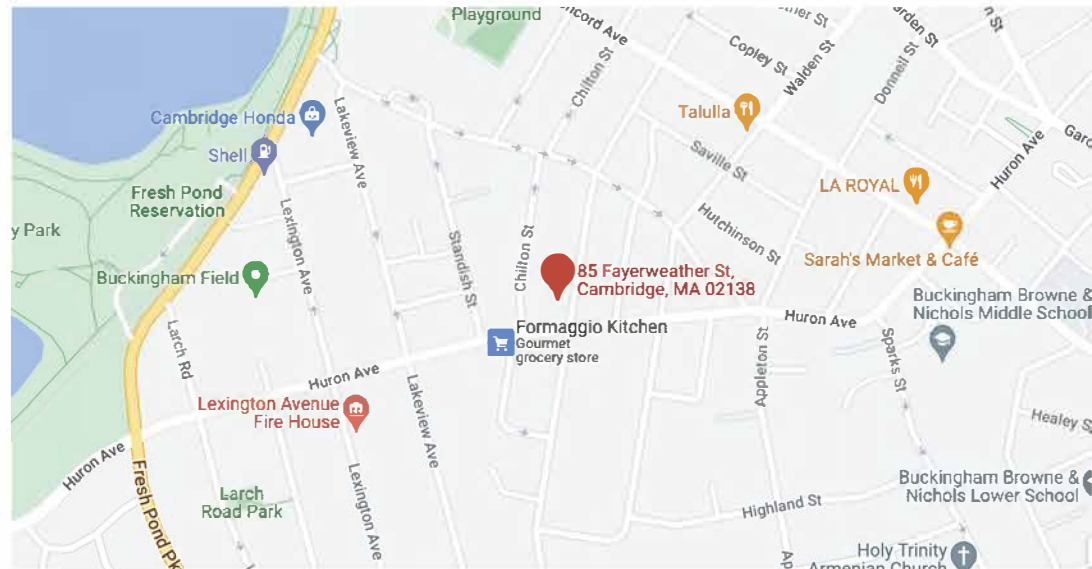 Playground
oncord Ave
Copley St
Walden St
Donnell St
arden St
Chilton St
Cambridge Honda
Lakeview Ave
Talulla
Huron Ave
Shell
Saville St
Fresh Pond
Reservation
LA ROYAL
y Park
Lexington Ave
Standish St
Chilton St
Hutchinson St
Sarah's Market & Café
Buckingham Field
85 Fayerweather St,
Cambridge, MA 02138
Buckingham Browne &
Nichols Middle School
Larch Rd
Formaggio Kitchen
Gourmet
grocery store
Huron Ave
Appleton St
Sparks St
Huron Ave
Lexington Avenue
Fire House
Lakeview Ave
Healey S
Huron Ave
Fresh Pond Pk
Lexington Ave
Larch
Road Park
Highland St
Buckingham Browne &
Nichols Lower School
Ap
Holy Trinity
Armenian Church